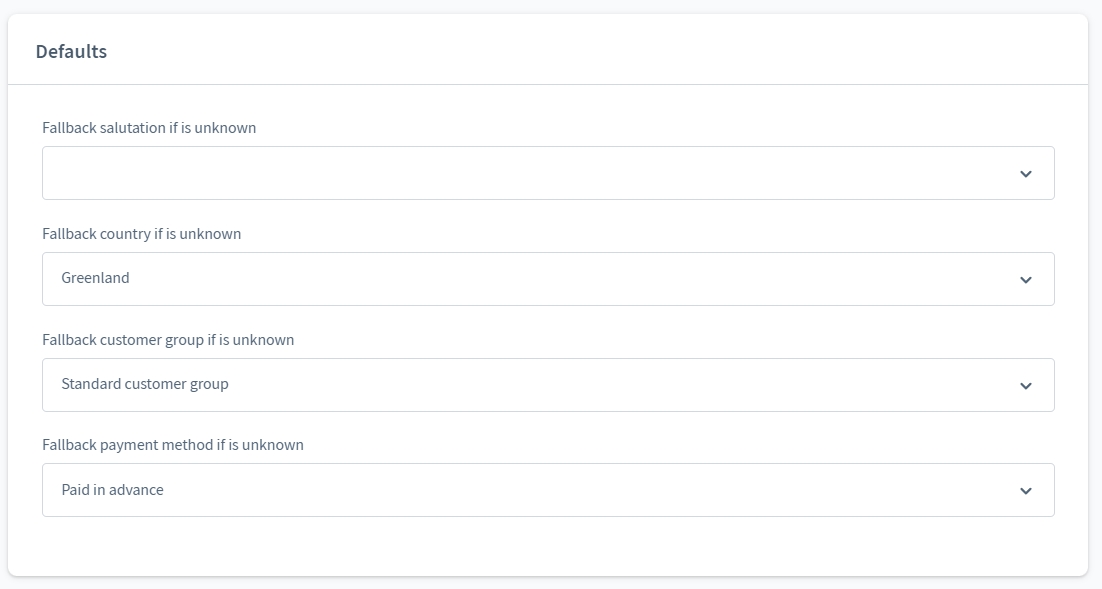 Defaults
Fallback salutation if is unknown
Fallback country if is unknown
Greenland
Fallback customer group if is unknown
Standard customer group
Fallback payment method if is unknown
Paid in advance